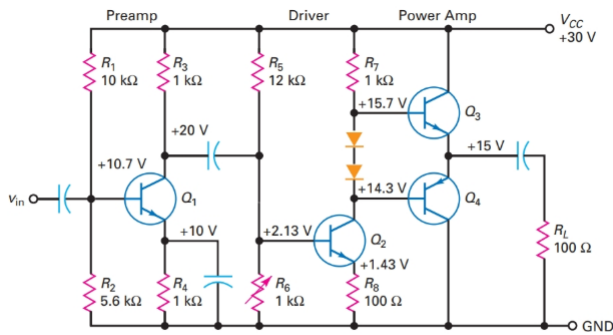 Preamp
Driver
Power Amp
VCC
+30 V
R1
10 kΩ
R3
1 kΩ
R5
12 kΩ
R7
1 kΩ
+15.7 V
Q3
+20 V
+15 V
+10.7 V
+14.3 V
vin
Q1
Q4
+10 V
+2.13 V
Q2
RL
100 Ω
+1.43 V
R2
5.6 kΩ
R4
1 kΩ
R6
1 kΩ
R8
100 Ω
GND